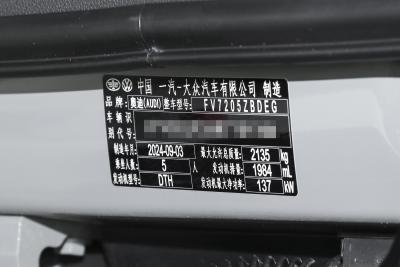 中国 一汽-大众汽车有限公司 制造
品牌: 奥迪(AUDI) 整车型号: FV7205ZBDEG
车辆识
别代号:
制造年月 2024-09-03 最大允许总质量 2135 kg
乘坐人数 5 人 发动机排量 1984 mL
发动机型号 DTH 发动机最大净功率 137 kW